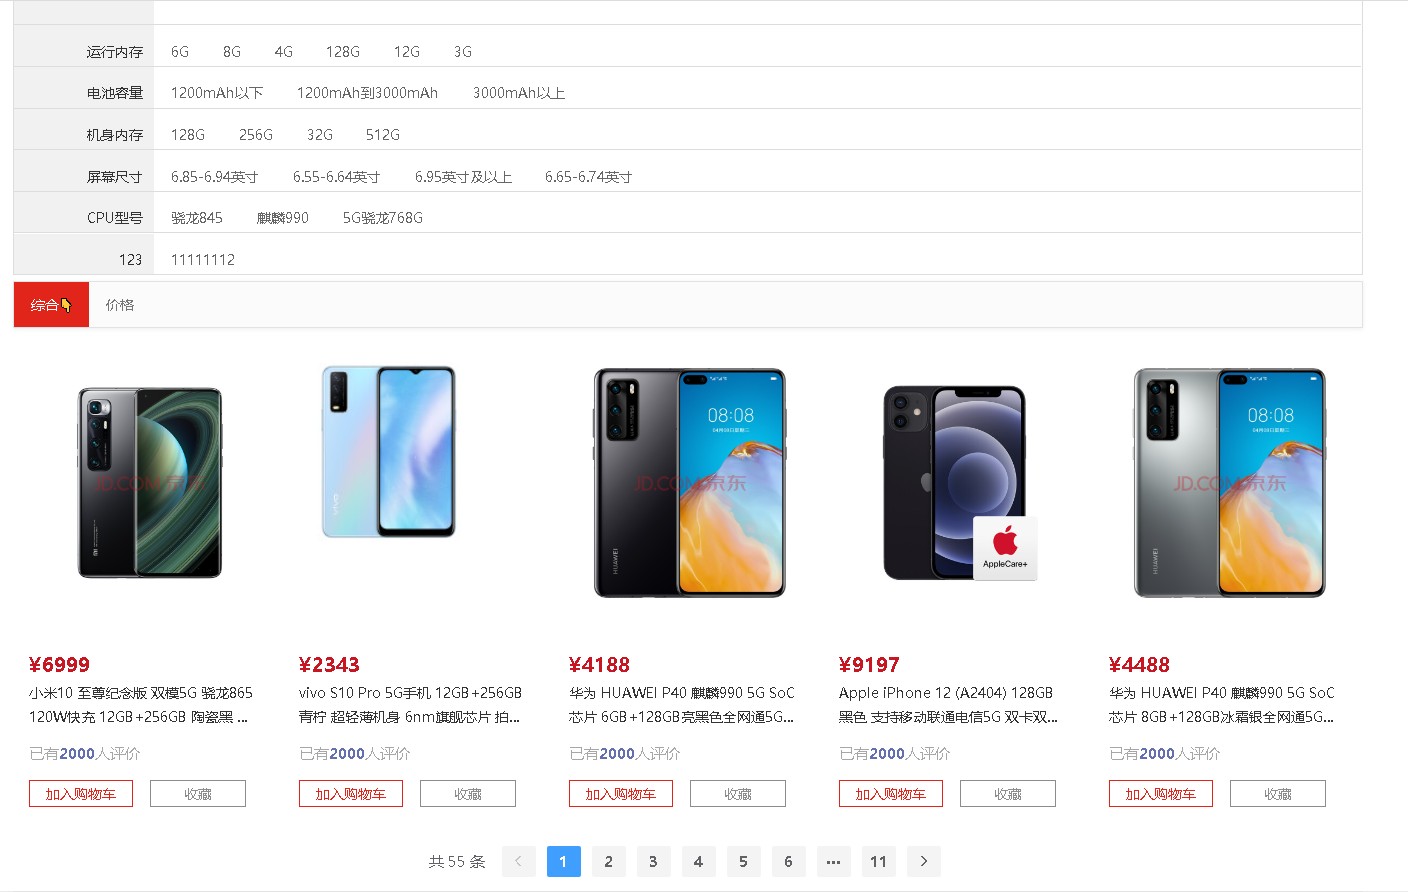 运行内存 6G 8G 4G 128G 12G 3G
电池容量 1200mAh以下 1200mAh到3000mAh 3000mAh以上
机身内存 128G 256G 32G 512G
屏幕尺寸 6.85-6.94英寸 6.55-6.64英寸 6.95英寸及以上 6.65-6.74英寸
CPU型号 骁龙845 麒麟990 5G骁龙768G
123 11111112
综合👇 价格
JD.COM 京东
vivo
08:08
HUAWEI
JD.COM京东
AppleCare+
08:08
HUAWEI
JD.COM京东
¥6999
小米10 至尊纪念版 双模5G 骁龙865
120W快充 12GB+256GB 陶瓷黑 ...
已有2000人评价
加入购物车 收藏
¥2343
vivo S10 Pro 5G手机 12GB+256GB
青柠 超轻薄机身 6nm旗舰芯片 拍...
已有2000人评价
加入购物车 收藏
¥4188
华为 HUAWEI P40 麒麟990 5G SoC
芯片 6GB+128GB亮黑色全网通5G...
已有2000人评价
加入购物车 收藏
¥9197
Apple iPhone 12 (A2404) 128GB
黑色 支持移动联通电信5G 双卡双...
已有2000人评价
加入购物车 收藏
¥4488
华为 HUAWEI P40 麒麟990 5G SoC
芯片 8GB+128GB冰霜银全网通5G...
已有2000人评价
加入购物车 收藏
共 55 条 < 1 2 3 4 5 6 ... 11 >